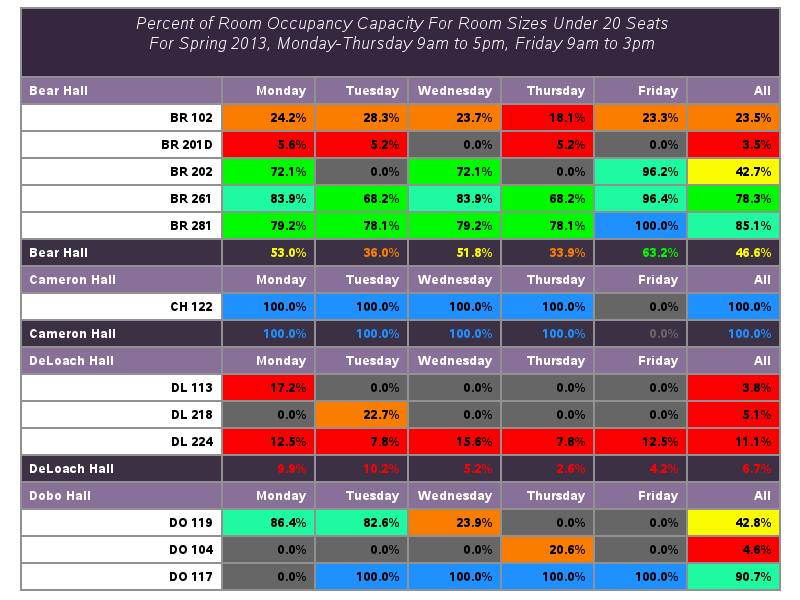 Percent of Room Occupancy Capacity For Room Sizes Under 20 Seats
For Spring 2013, Monday-Thursday 9am to 5pm, Friday 9am to 3pm
Bear Hall Monday Tuesday Wednesday Thursday Friday All
BR 102 24.2% 28.3% 23.7% 18.1% 23.3% 23.5%
BR 201D 5.6% 5.2% 0.0% 5.2% 0.0% 3.5%
BR 202 72.1% 0.0% 72.1% 0.0% 96.2% 42.7%
BR 261 83.9% 68.2% 83.9% 68.2% 96.4% 78.3%
BR 281 79.2% 78.1% 79.2% 78.1% 100.0% 85.1%
Bear Hall 53.0% 36.0% 51.8% 33.9% 63.2% 46.6%
Cameron Hall Monday Tuesday Wednesday Thursday Friday All
CH 122 100.0% 100.0% 100.0% 100.0% 0.0% 100.0%
Cameron Hall 100.0% 100.0% 100.0% 100.0% 0.0% 100.0%
DeLoach Hall Monday Tuesday Wednesday Thursday Friday All
DL 113 17.2% 0.0% 0.0% 0.0% 0.0% 3.8%
DL 218 0.0% 22.7% 0.0% 0.0% 0.0% 5.1%
DL 224 12.5% 7.8% 15.6% 7.8% 12.5% 11.1%
DeLoach Hall 9.9% 10.2% 5.2% 2.6% 4.2% 6.7%
Dobo Hall Monday Tuesday Wednesday Thursday Friday All
DO 119 86.4% 82.6% 23.9% 0.0% 0.0% 42.8%
DO 104 0.0% 0.0% 0.0% 20.6% 0.0% 4.6%
DO 117 0.0% 100.0% 100.0% 100.0% 100.0% 90.7%